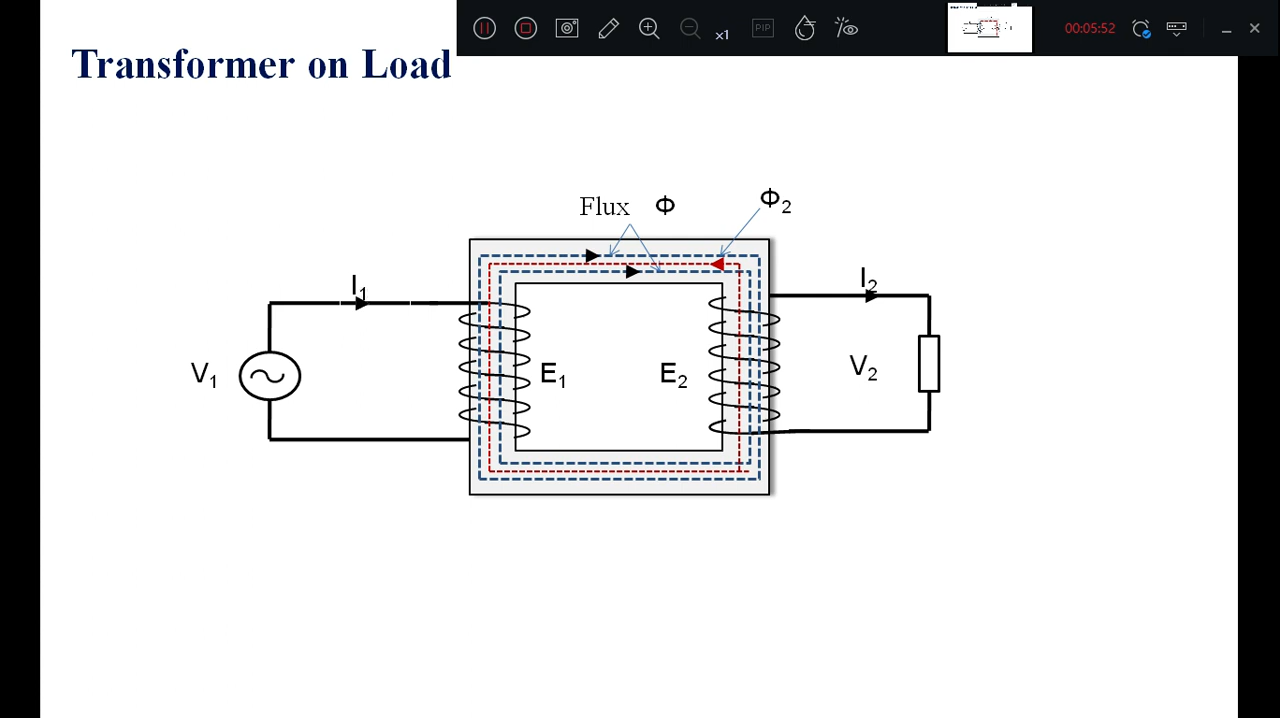 x1
PIP
00:05:52
Transformer on Load
Flux Φ
Φ2
I1
I2
V1
E1
E2
V2